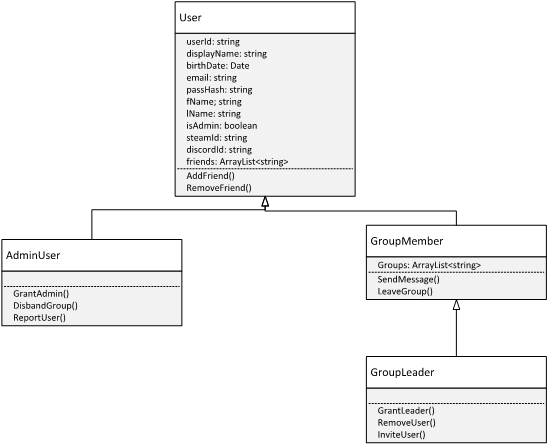 User
userId: string
displayName: string
birthDate: Date
email: string
passHash: string
fName; string
lName: string
isAdmin: boolean
steamId: string
discordId: string
friends: ArrayList<string>
AddFriend()
RemoveFriend()
AdminUser
GrantAdmin()
DisbandGroup()
ReportUser()
GroupMember
Groups: ArrayList<string>
SendMessage()
LeaveGroup()
GroupLeader
GrantLeader()
RemoveUser()
InviteUser()